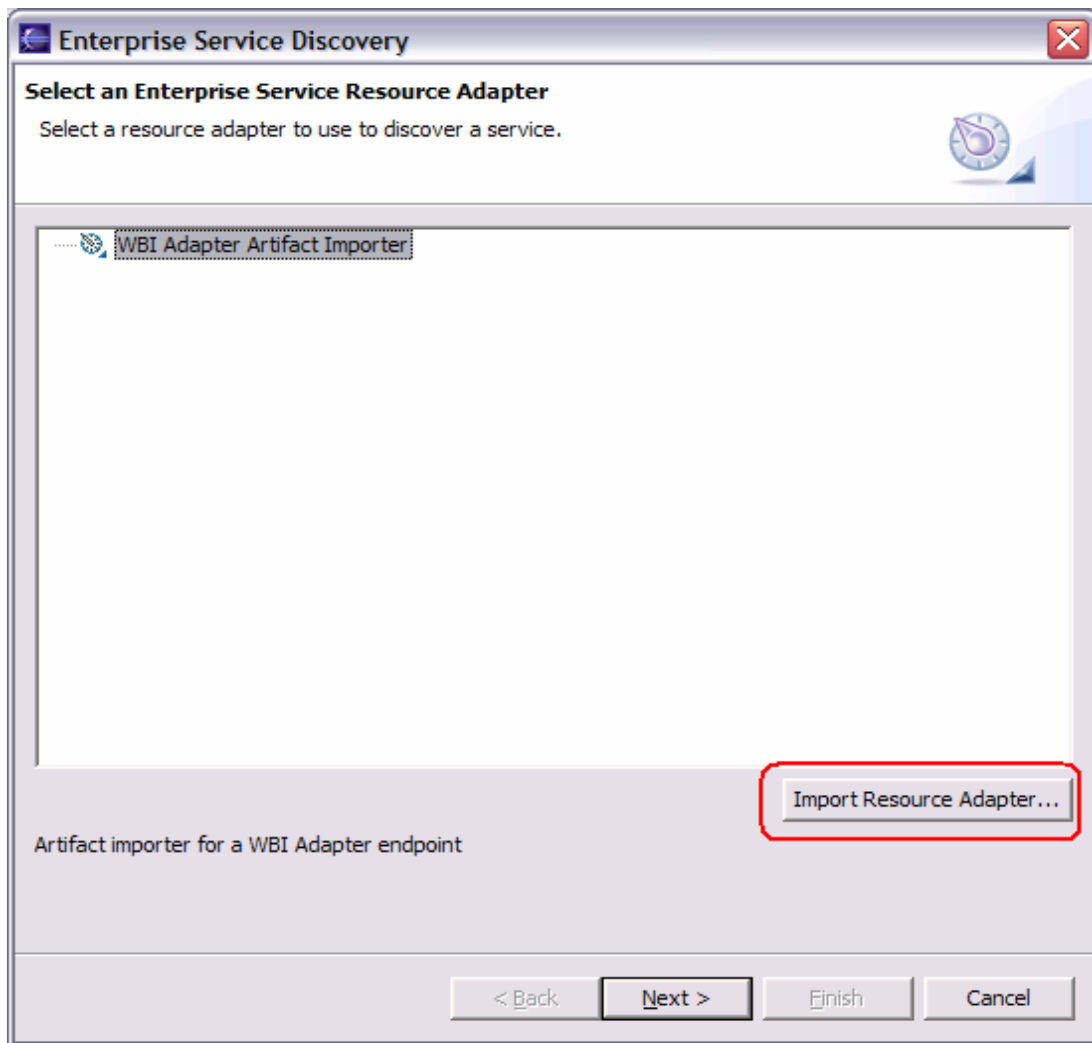 Enterprise Service Discovery
Select an Enterprise Service Resource Adapter
Select a resource adapter to use to discover a service.
WBI Adapter Artifact Importer
Import Resource Adapter...
Artifact importer for a WBI Adapter endpoint
< Back Next > Finish Cancel